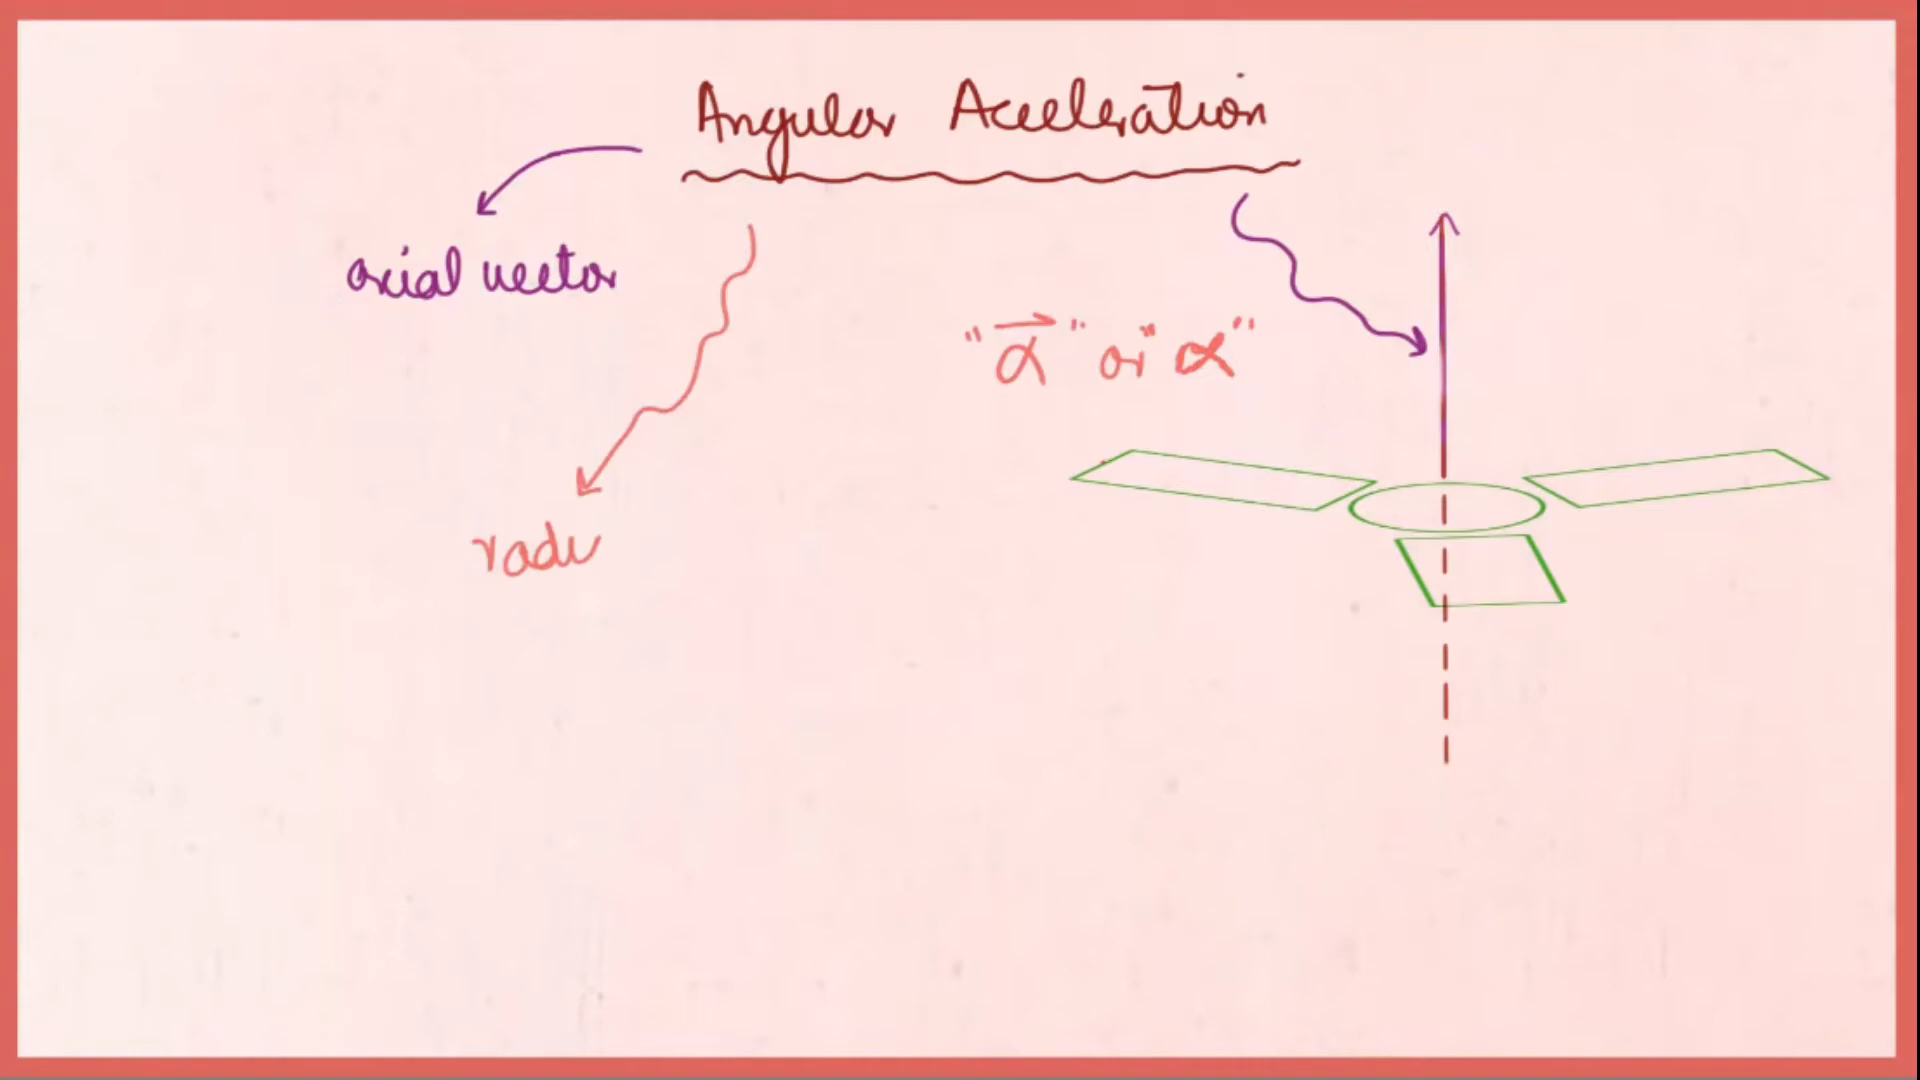 Angular Acceleration
axial vector
"α⃗" or "α"
radi